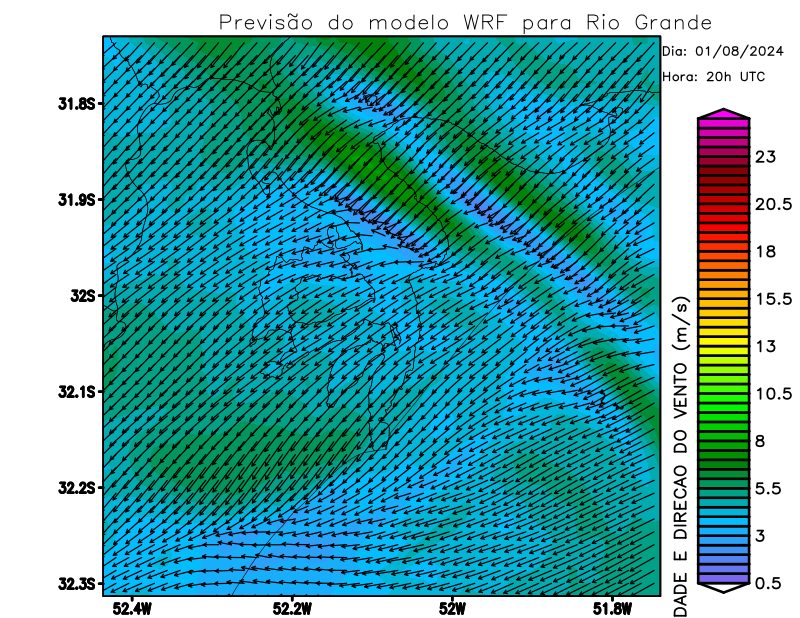 Previsão do modelo WRF para Rio Grande
Dia: 01/08/2024
Hora: 20h UTC
31.8S
31.9S
32S
32.1S
32.2S
32.3S
52.4W
52.2W
52W
51.8W
23
20.5
18
15.5
13
10.5
8
5.5
3
0.5
DADE E DIRECAO DO VENTO (m/s)